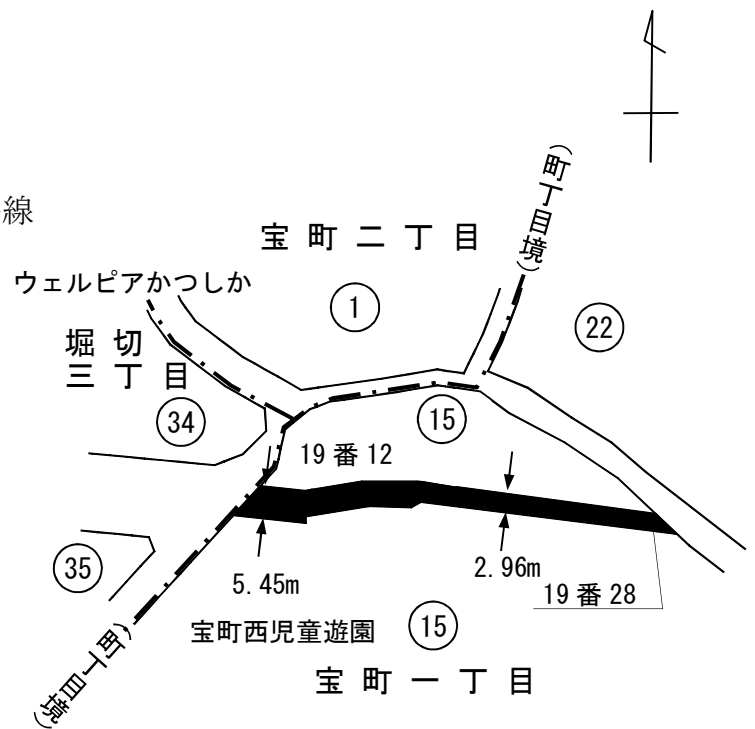 線
宝町二丁目
(町丁目境)
ウェルピアかつしか
1
22
堀切
三丁目
34
15
19番12
35
5.45m
2.96m
19番28
宝町西児童遊園
15
宝町一丁目
(町丁目境)